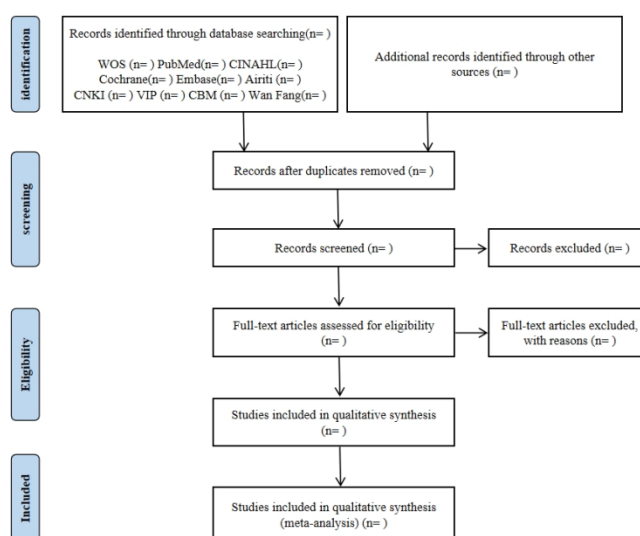 identification
Records identified through database searching(n= )
WOS (n= ) PubMed(n= ) CINAHL(n= )
Cochrane(n= ) Embase(n= ) Airiti (n= )
CNKI (n= ) VIP (n= ) CBM (n= ) Wan Fang(n= )
Additional records identified through other
sources (n= )
screening
Records after duplicates removed (n= )
Records screened (n= )
Records excluded (n= )
Eligibility
Full-text articles assessed for eligibility
(n= )
Full-text articles excluded,
with reasons (n= )
Studies included in qualitative synthesis
(n= )
Included
Studies included in qualitative synthesis
(meta-analysis) (n= )